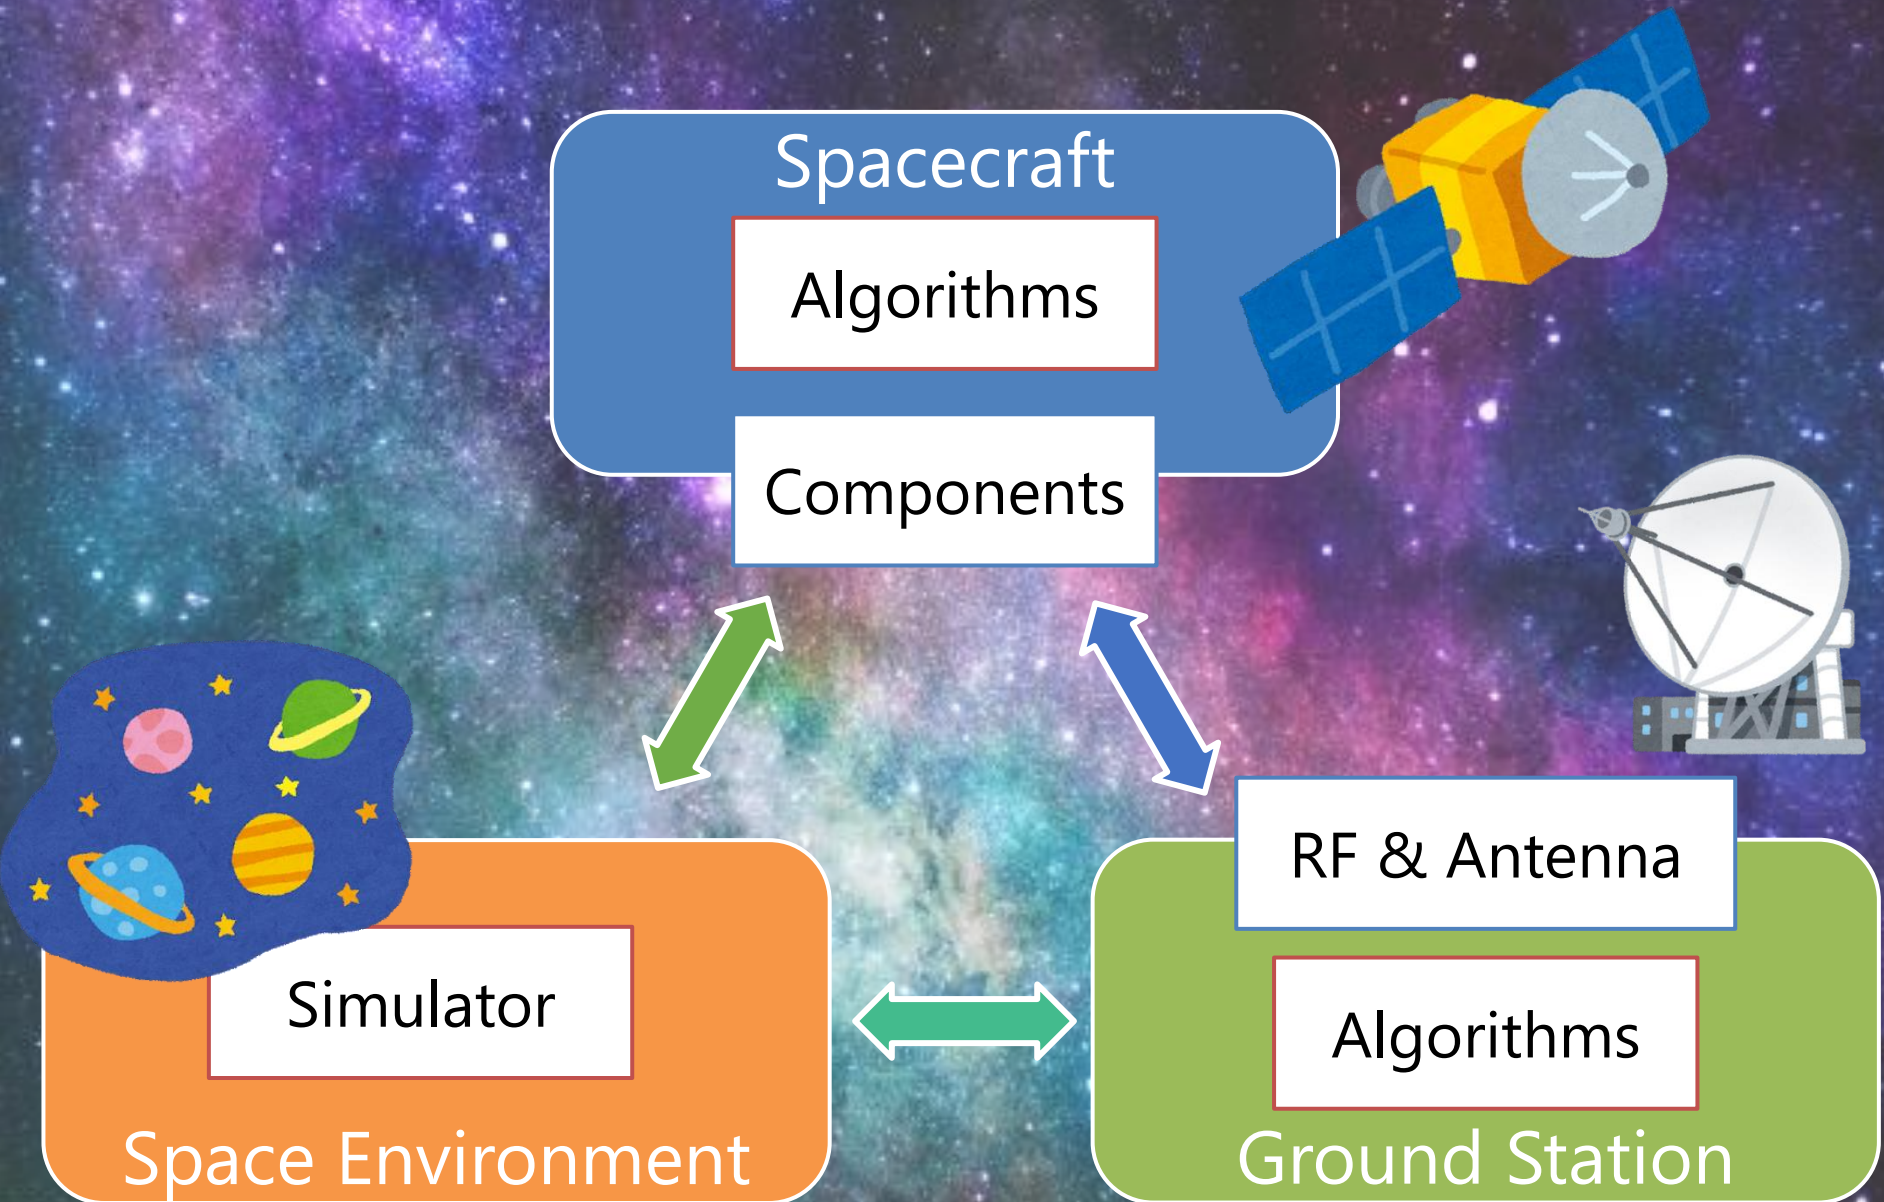 Spacecraft
Algorithms
Components
RF & Antenna
Simulator
Algorithms
Space Environment
Ground Station